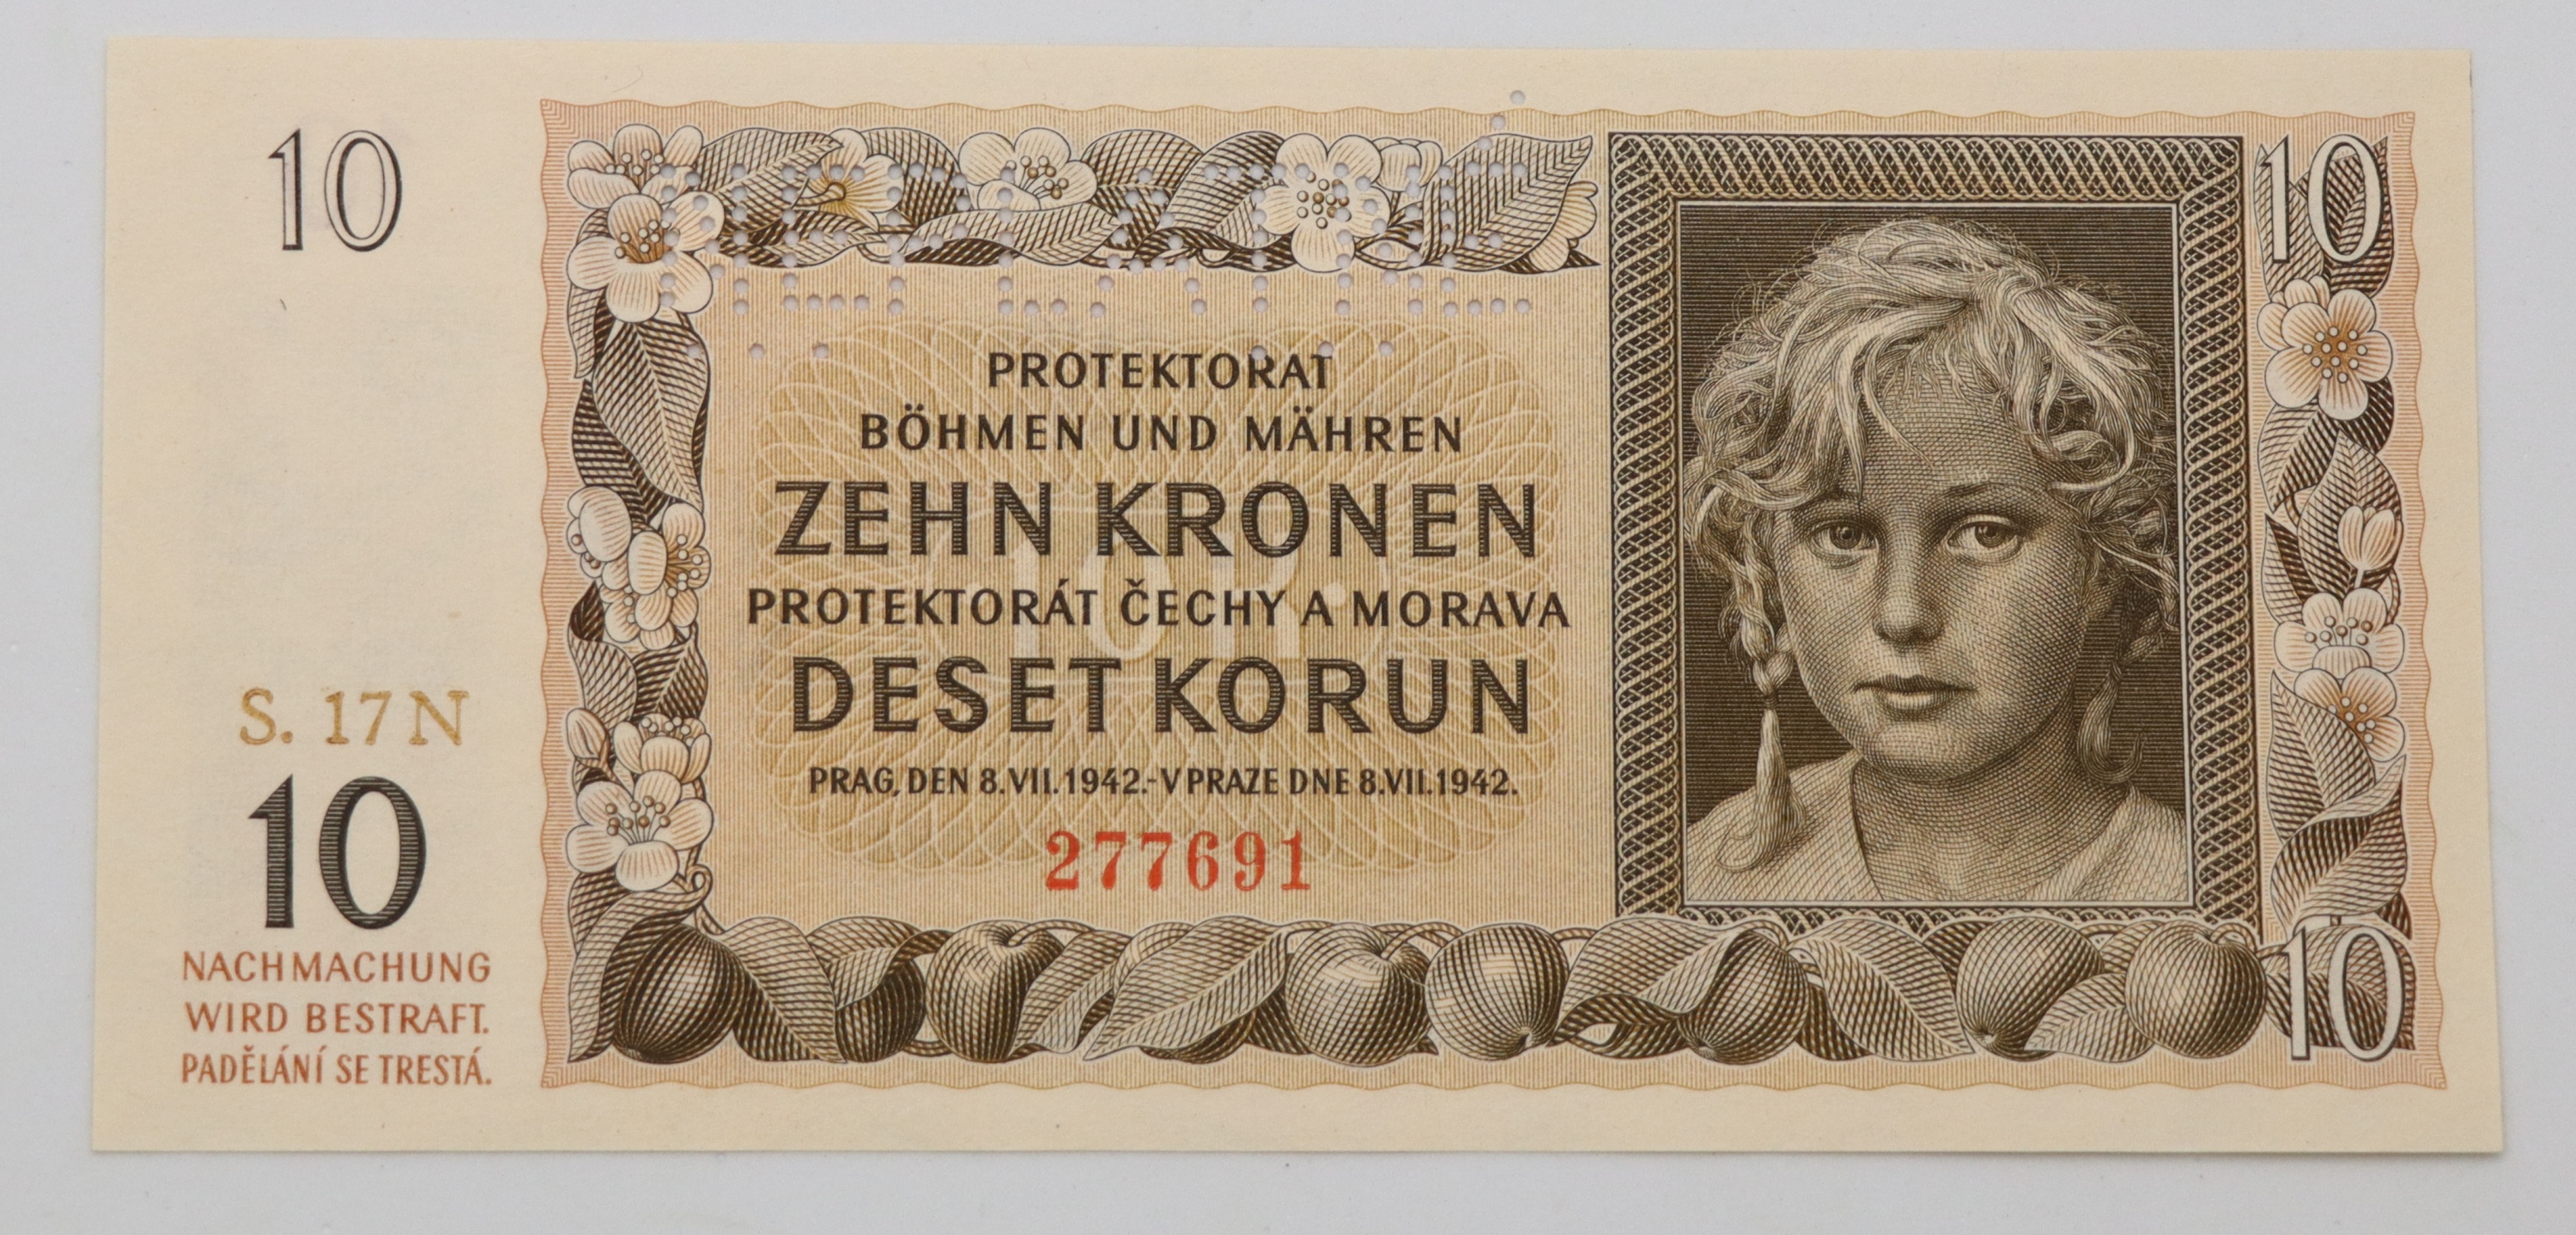 10
10
PROTEKTORAT
BÖHMEN UND MÄHREN
ZEHN KRONEN
PROTEKTORÁT ČECHY A MORAVA
DESET KORUN
PRAG, DEN 8.VII.1942.-V PRAZE DNE 8.VII.1942.
277691
S. 17 N
10
NACHMACHUNG
WIRD BESTRAFT.
PADĚLÁNÍ SE TRESTÁ.
10